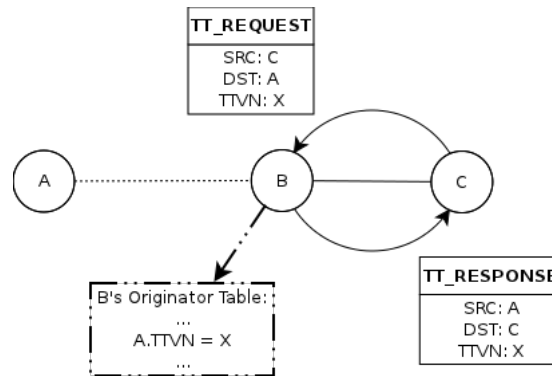 TT_REQUEST
SRC: C
DST: A
TTVN: X
A
B
C
B's Originator Table:
...
A.TTVN = X
...
TT_RESPONSE
SRC: A
DST: C
TTVN: X